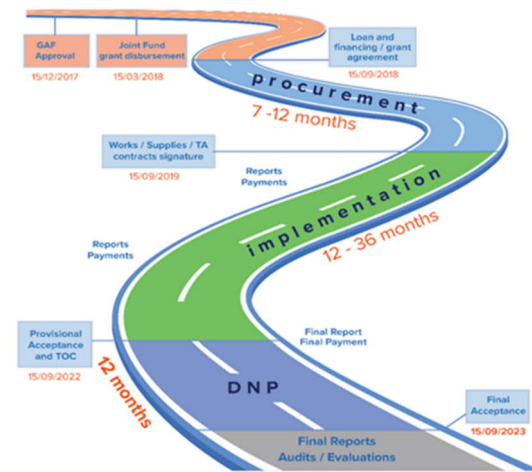 GAF
Approval
15/12/2017
Joint Fund
grant disbursement
15/03/2018
Loan and
financing / grant
agreement
15/09/2018
procurement
7-12 months
Works / Supplies / TA
contracts signature
15/09/2019
Reports
Payments
implementation
12 - 36 months
Reports
Payments
Provisional
Acceptance
and TOC
15/09/2022
Final Report
Final Payment
12 months
DNP
Final
Acceptance
15/09/2023
Final Reports
Audits / Evaluations